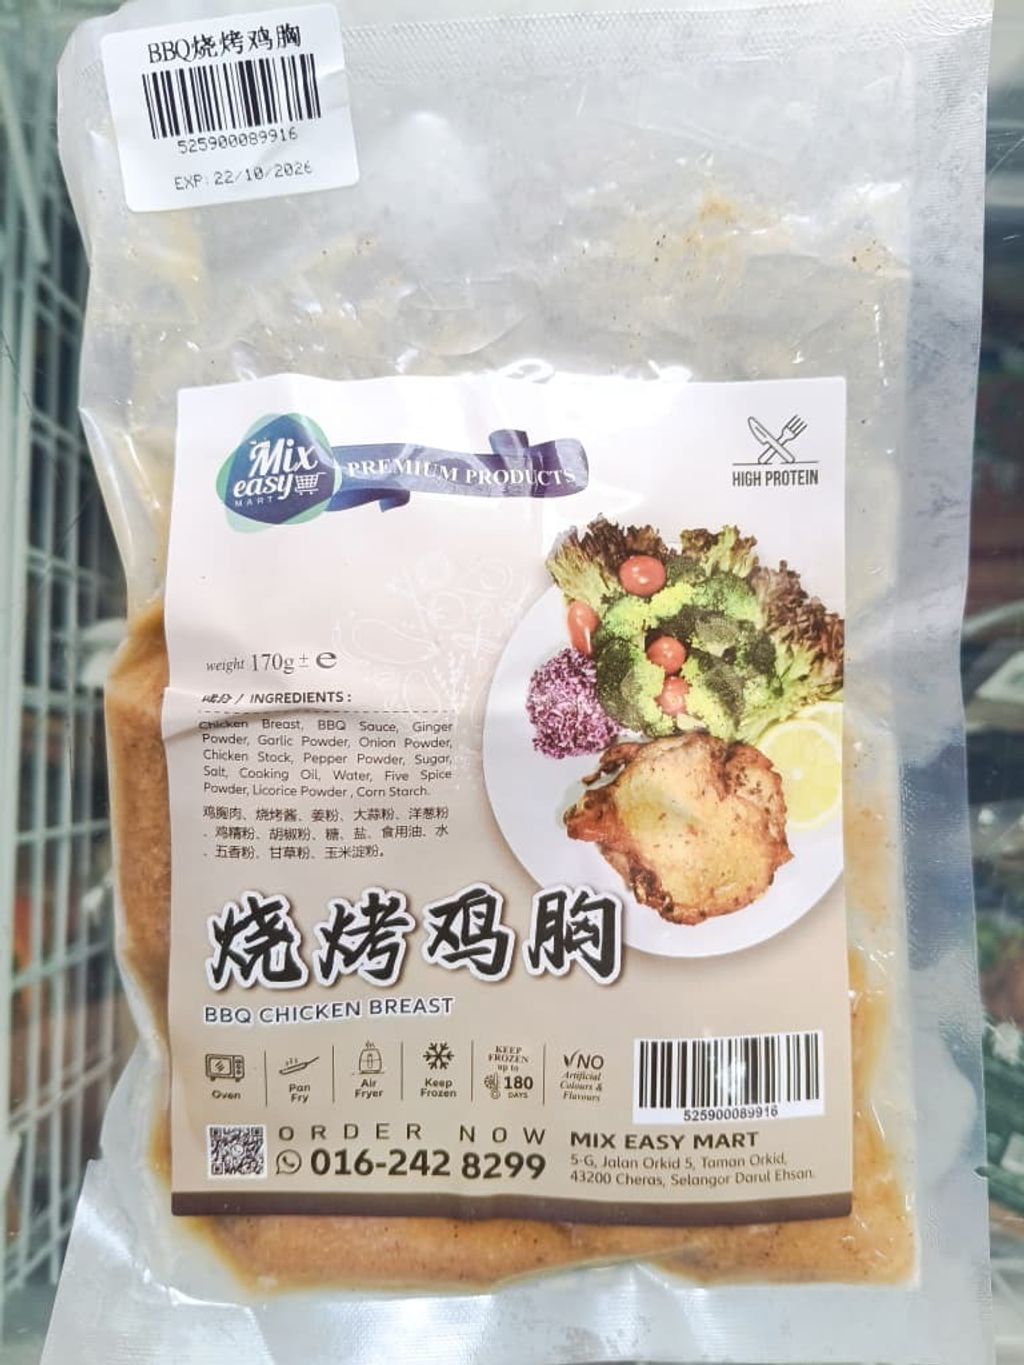 BBQ烧烤鸡胸
525900089916
EXP: 22/10/2026
Mix
easy
MART
PREMIUM PRODUCTS
HIGH PROTEIN
weight 170g ± e
成分 / INGREDIENTS :
Chicken Breast, BBQ Sauce, Ginger
Powder, Garlic Powder, Onion Powder,
Chicken Stock, Pepper Powder, Sugar,
Salt, Cooking Oil, Water, Five Spice
Powder, Licorice Powder , Corn Starch.
鸡胸肉、烧烤酱、姜粉、大蒜粉、洋葱粉
、鸡精粉、胡椒粉、糖、盐、食用油、水
、五香粉、甘草粉、玉米淀粉。
烧烤鸡胸
BBQ CHICKEN BREAST
Oven
Pan
Fry
Air
Fryer
Keep
Frozen
KEEP
FROZEN
up to
180
DAYS
NO
Artificial
Colours &
Flavours
525900089916
ORDER NOW
016-242 8299
MIX EASY MART
5-G, Jalan Orkid 5, Taman Orkid,
43200 Cheras, Selangor Darul Ehsan.